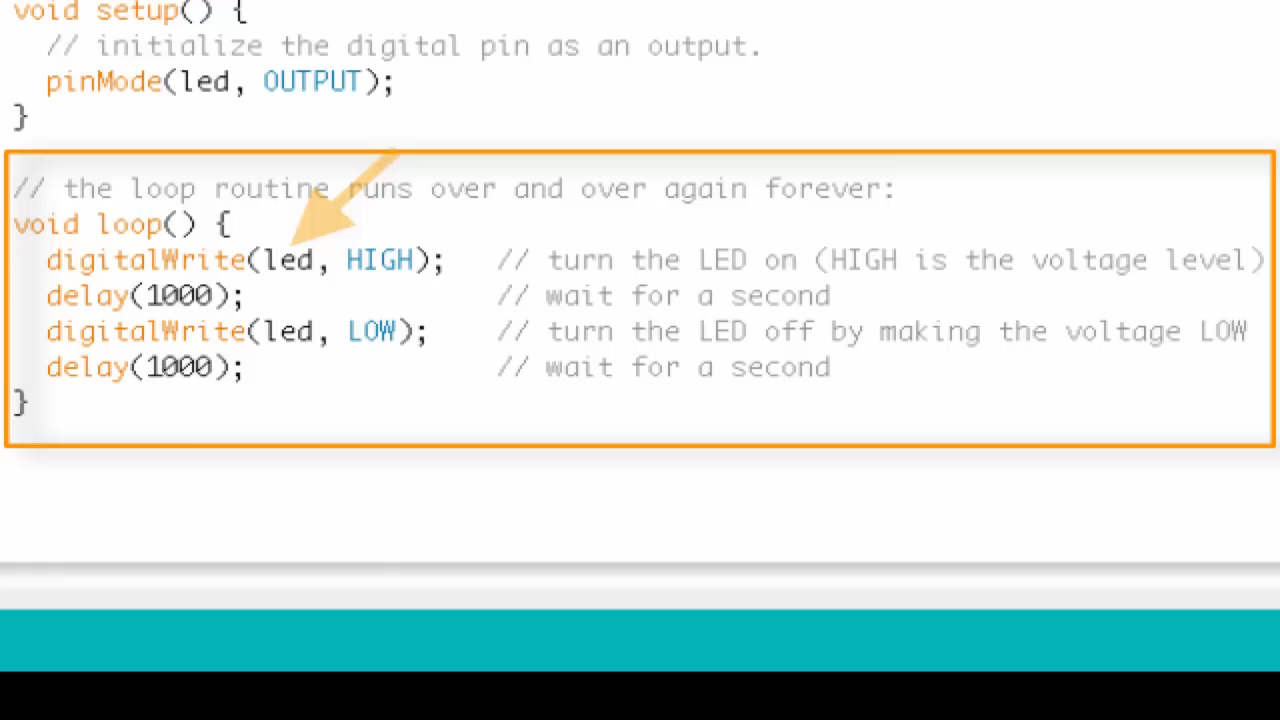 void setup() {
  // initialize the digital pin as an output.
  pinMode(led, OUTPUT);
}
// the loop routine runs over and over again forever:
void loop() {
  digitalWrite(led, HIGH);   // turn the LED on (HIGH is the voltage level)
  delay(1000);               // wait for a second
  digitalWrite(led, LOW);    // turn the LED off by making the voltage LOW
  delay(1000);               // wait for a second
}